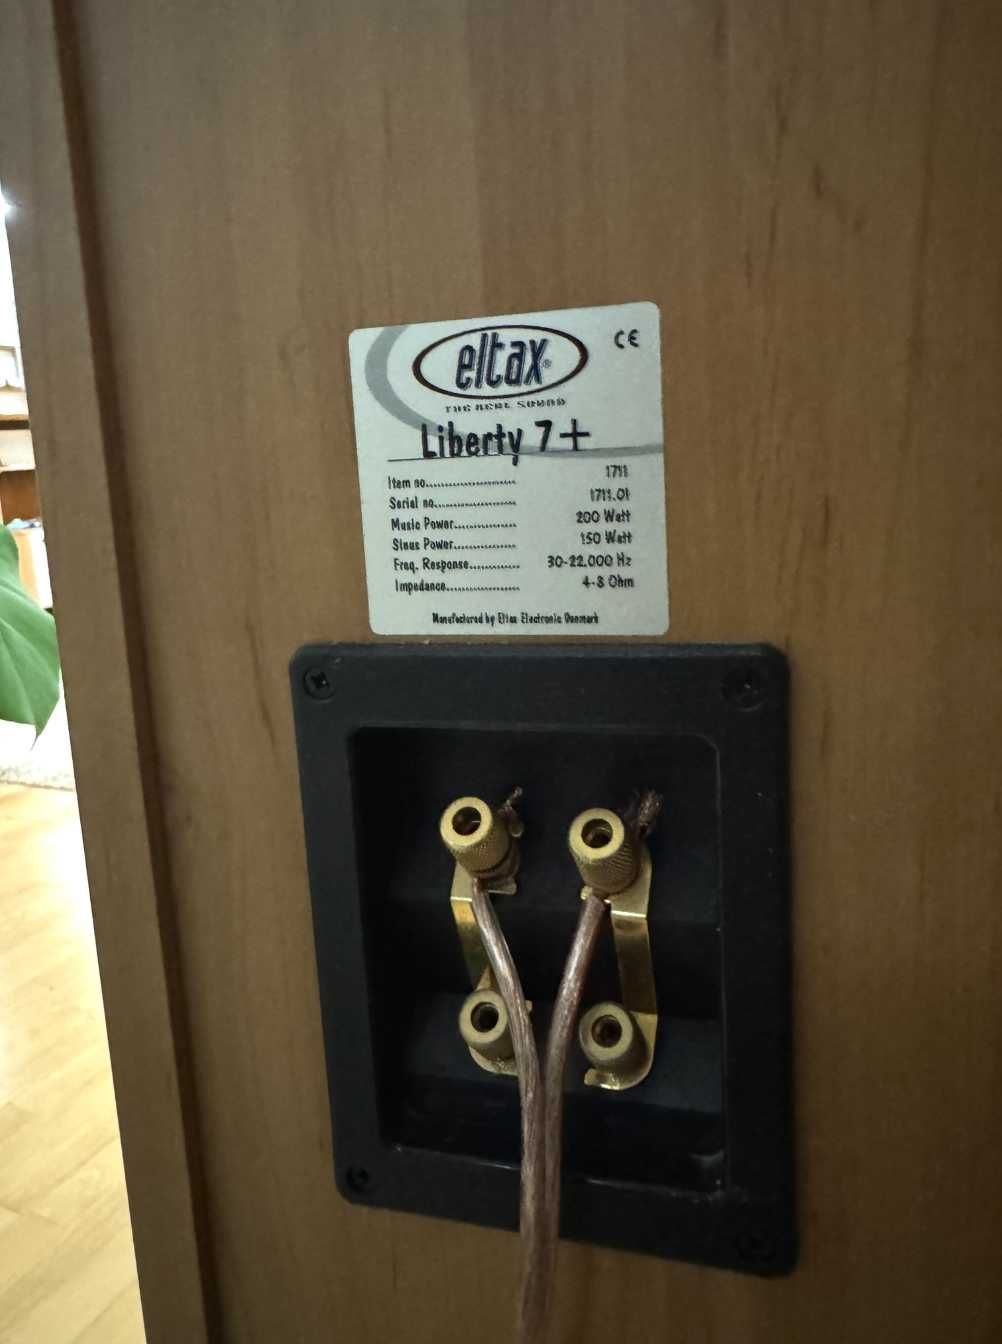 eltax®
CE
THE REAL SOUND
Liberty 7+
Item no...................... 1711
Serial no.................... 1711.01
Music Power................ 200 Watt
Sinus Power................ 150 Watt
Freq. Response............. 30-22.000 Hz
Impedance.................. 4-8 Ohm
Manufactured by Eltax Electronic Denmark